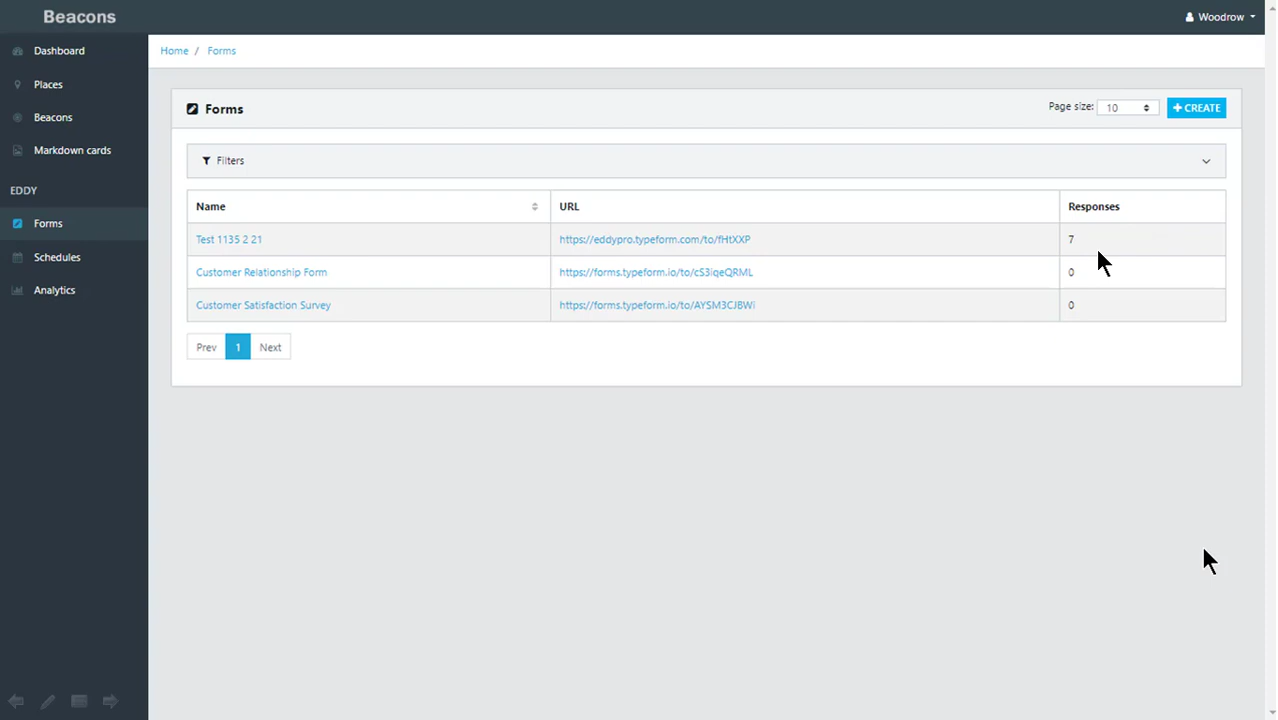 Beacons
Woodrow
Dashboard
Places
Beacons
Markdown cards
EDDY
Forms
Schedules
Analytics
Home / Forms
Forms
Page size: 10
+ CREATE
Filters
Name URL Responses
Test 1135 2 21 https://eddypro.typeform.com/to/fHtXXP 7
Customer Relationship Form https://forms.typeform.io/to/cS3iqeQRML 0
Customer Satisfaction Survey https://forms.typeform.io/to/AYSM3CJBWi 0
Prev 1 Next